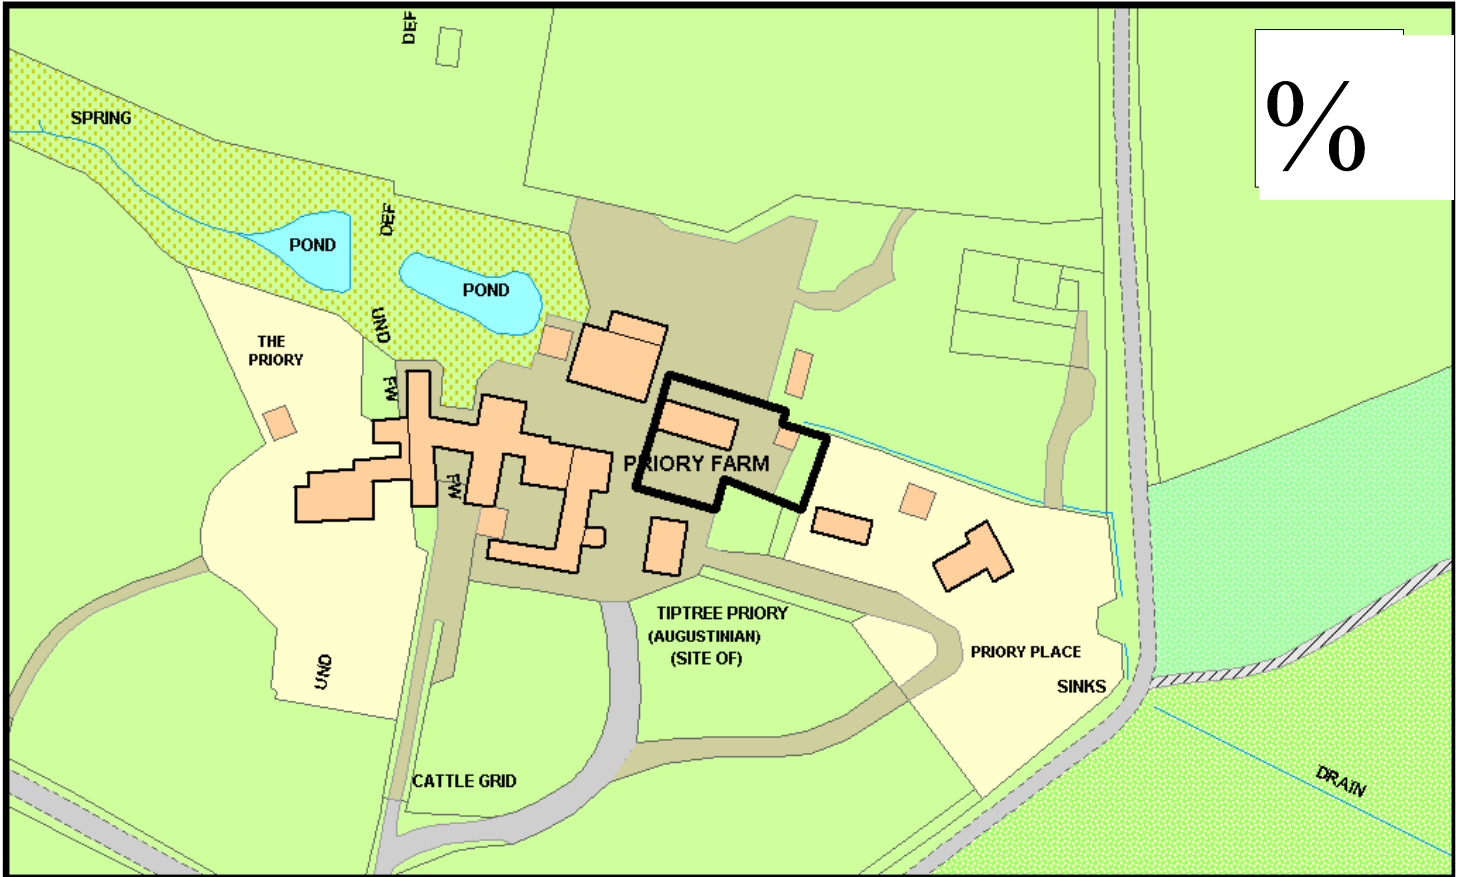 DEF
%
SPRING
DEF
POND
POND
UND
THE
PRIORY
FW
PRIORY FARM
FW
TIPTREE PRIORY
(AUGUSTINIAN)
(SITE OF)
PRIORY PLACE
UND
SINKS
CATTLE GRID
DRAIN